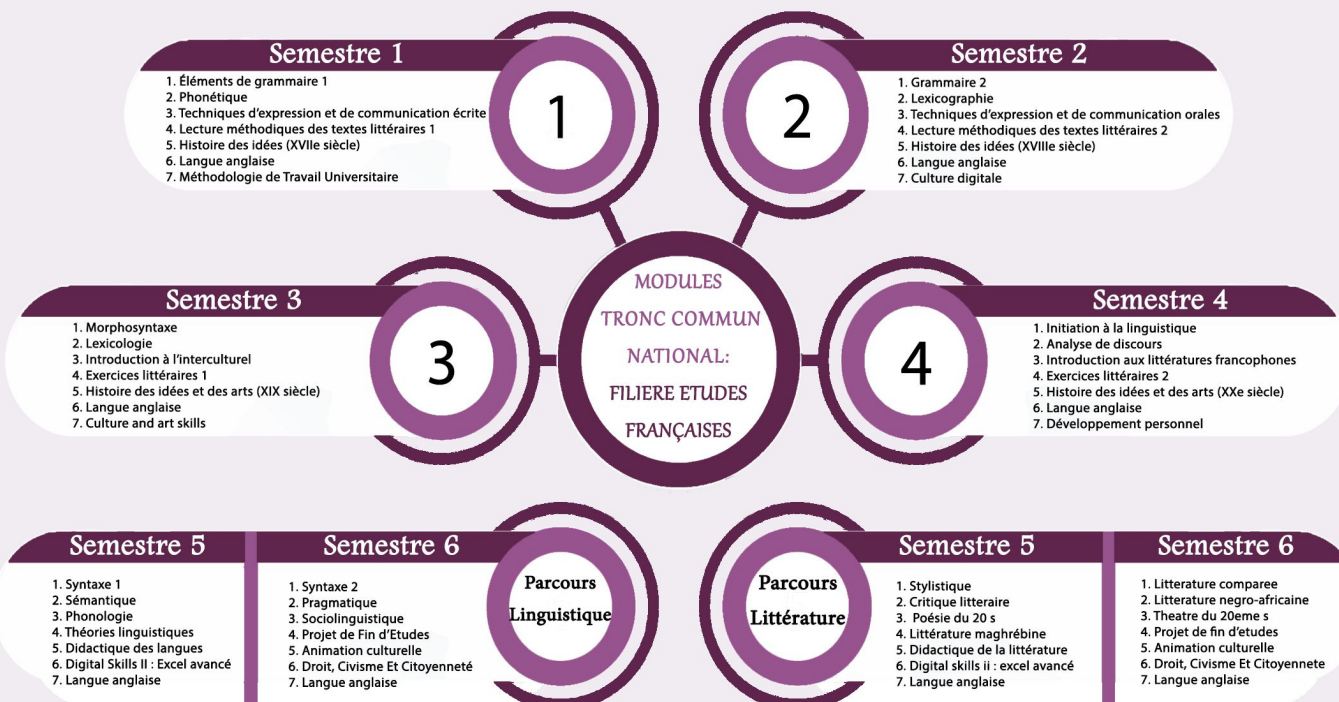 Semestre 1
1. Éléments de grammaire 1
2. Phonétique
3. Techniques d'expression et de communication écrite
4. Lecture méthodiques des textes littéraires 1
5. Histoire des idées (XVIIe siècle)
6. Langue anglaise
7. Méthodologie de Travail Universitaire
1
Semestre 2
1. Grammaire 2
2. Lexicographie
3. Techniques d'expression et de communication orales
4. Lecture méthodiques des textes littéraires 2
5. Histoire des idées (XVIIIe siècle)
6. Langue anglaise
7. Culture digitale
2
MODULES
TRONC COMMUN
NATIONAL:
FILIERE ETUDES
FRANÇAISES
Semestre 3
1. Morphosyntaxe
2. Lexicologie
3. Introduction à l'interculturel
4. Exercices littéraires 1
5. Histoire des idées et des arts (XIX siècle)
6. Langue anglaise
7. Culture and art skills
3
Semestre 4
1. Initiation à la linguistique
2. Analyse de discours
3. Introduction aux littératures francophones
4. Exercices littéraires 2
5. Histoire des idées et des arts (XXe siècle)
6. Langue anglaise
7. Développement personnel
4
Semestre 5
1. Syntaxe 1
2. Sémantique
3. Phonologie
4. Théories linguistiques
5. Didactique des langues
6. Digital Skills II : Excel avancé
7. Langue anglaise
Semestre 6
1. Syntaxe 2
2. Pragmatique
3. Sociolinguistique
4. Projet de Fin d'Etudes
5. Animation culturelle
6. Droit, Civisme Et Citoyenneté
7. Langue anglaise
Parcours
Linguistique
Parcours
Littérature
Semestre 5
1. Stylistique
2. Critique litteraire
3. Poésie du 20 s
4. Littérature maghrébine
5. Didactique de la littérature
6. Digital skills ii : excel avancé
7. Langue anglaise
Semestre 6
1. Litterature comparee
2. Litterature negro-africaine
3. Theatre du 20eme s
4. Projet de fin d'etudes
5. Animation culturelle
6. Droit, Civisme Et Citoyennete
7. Langue anglaise